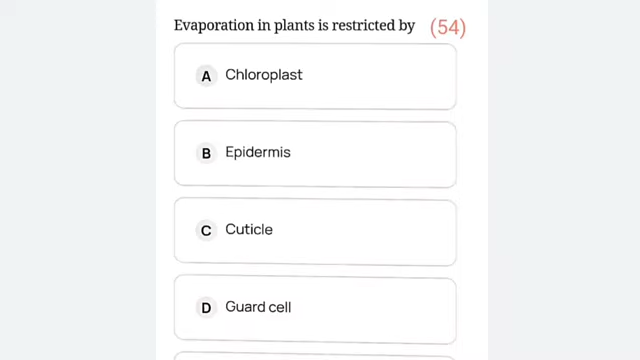 Evaporation in plants is restricted by (54)
A Chloroplast
B Epidermis
C Cuticle
D Guard cell